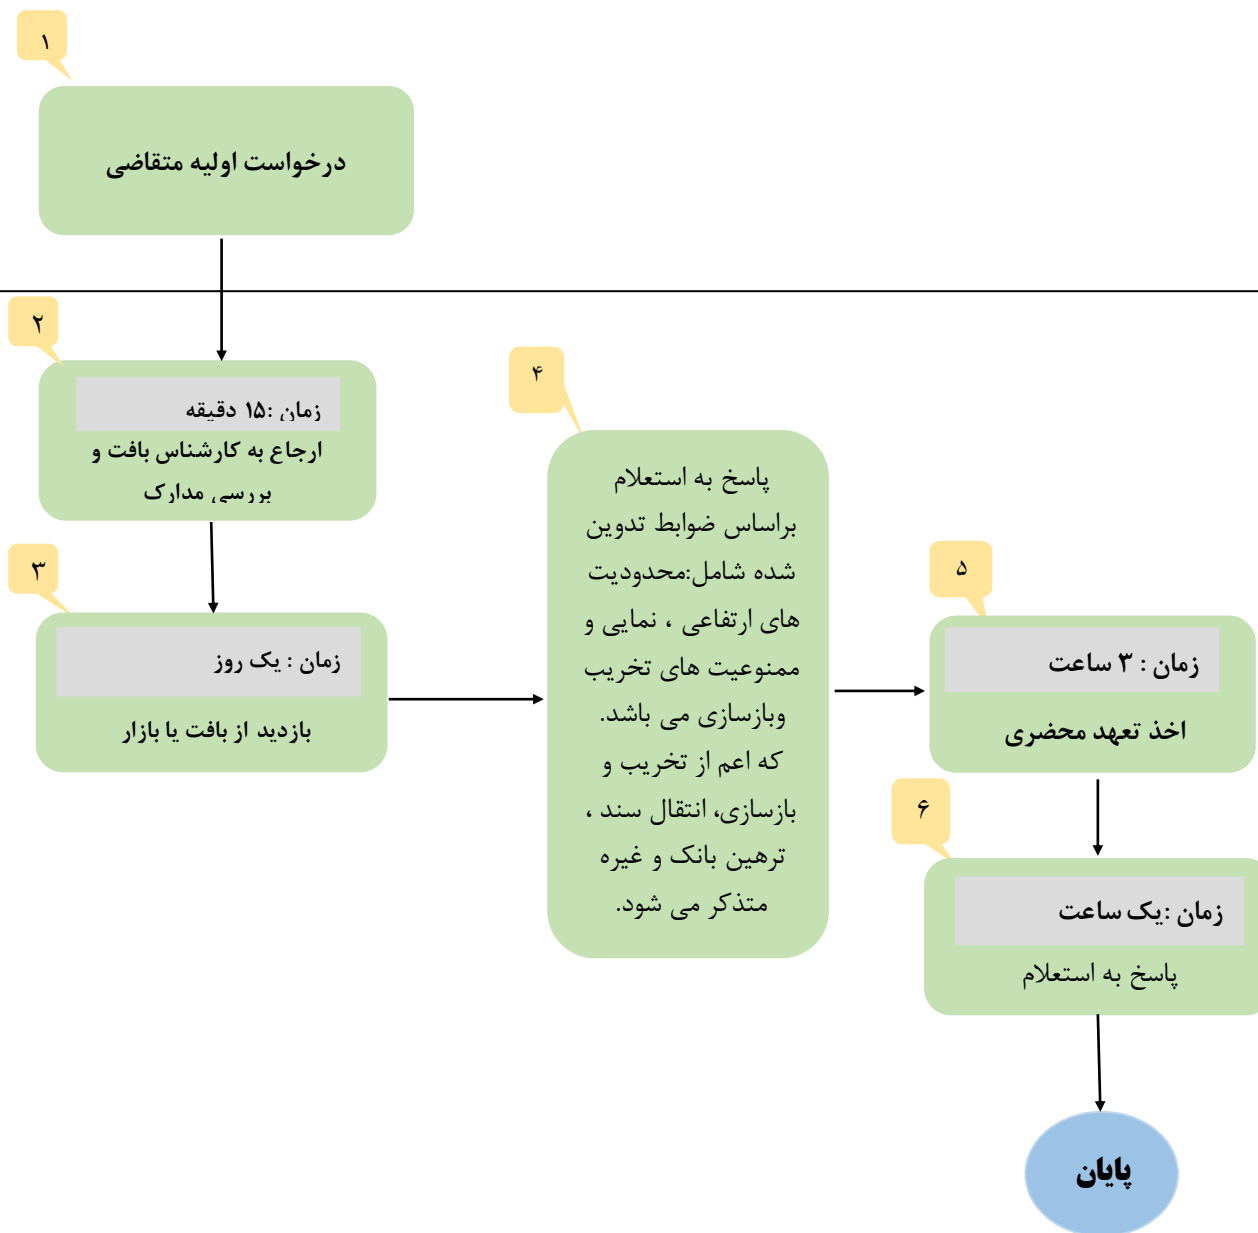 ۱
درخواست اولیه متقاضی
۲
زمان :۱۵ دقیقه
ارجاع به کارشناس بافت و
بررسی مدارک
۳
زمان : یک روز
بازدید از بافت یا بازار
۴
پاسخ به استعلام
براساس ضوابط تدوین
شده شامل:محدودیت
های ارتفاعی ، نمایی و
ممنوعیت های تخریب
وبازسازی می باشد.
که اعم از تخریب و
بازسازی، انتقال سند ،
ترهین بانک و غیره
متذکر می شود.
۵
زمان : ۳ ساعت
اخذ تعهد محضری
۶
زمان :یک ساعت
پاسخ به استعلام
پایان